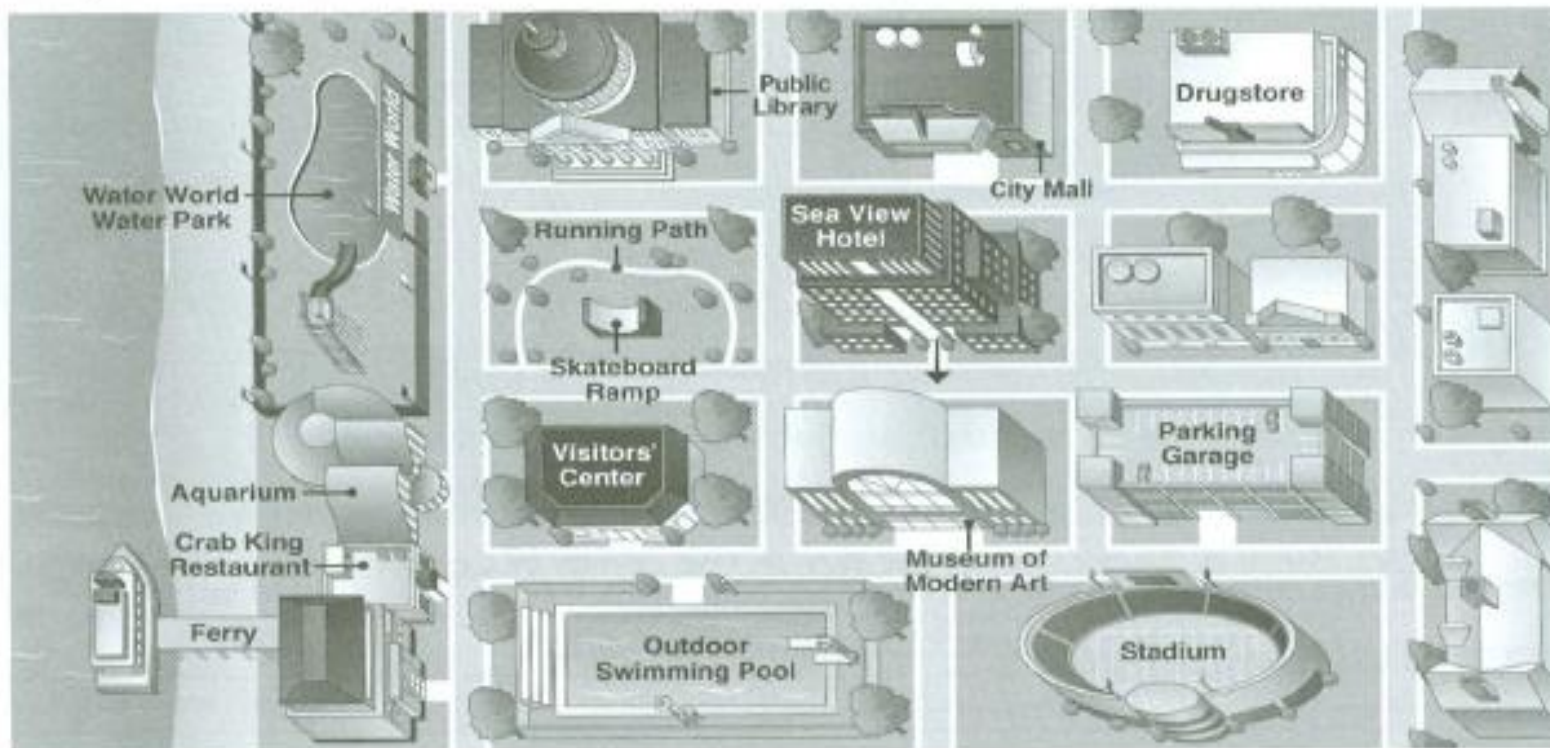 Public
Library
Drugstore
Water World
Water World
Water Park
City Mall
Running Path
Sea View
Hotel
Skateboard
Ramp
Visitors'
Center
Parking
Garage
Aquarium
Crab King
Restaurant
Museum of
Modern Art
Ferry
Outdoor
Swimming Pool
Stadium